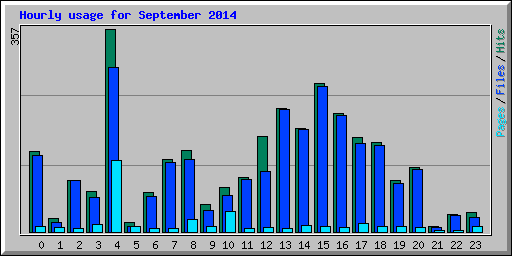 Hourly usage for September 2014
357
Pages / Files / Hits
0 1 2 3 4 5 6 7 8 9 10 11 12 13 14 15 16 17 18 19 20 21 22 23